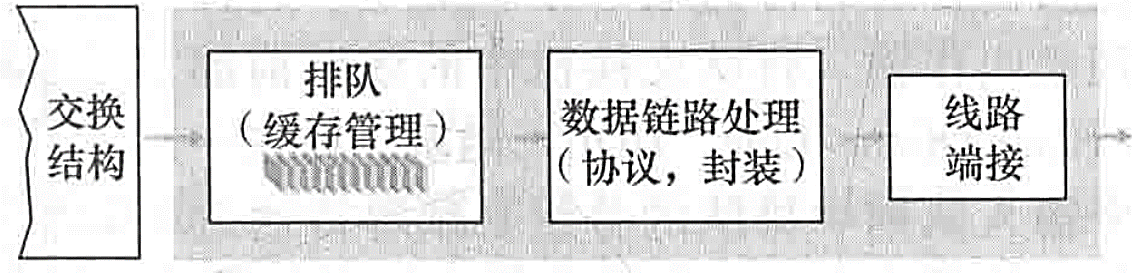 交换
结构
排队
（缓存管理）
数据链路处理
（协议，封装）
线路
端接